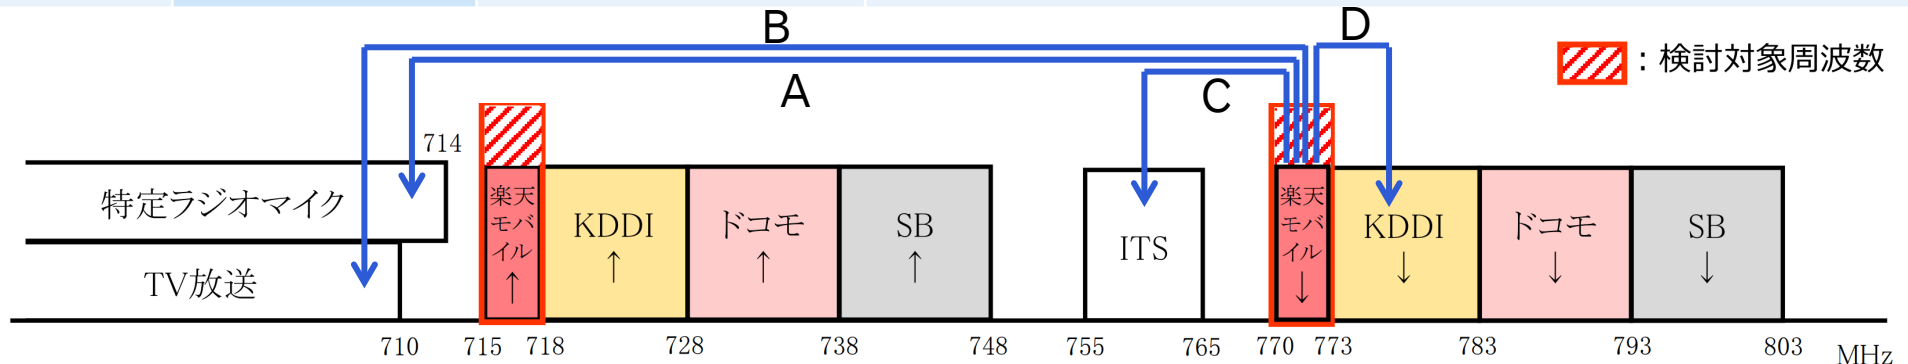 B
D
:検討対象周波数
A
C
714
特定ラジオマイク
TV放送
楽天
モバ
イル
↑
KDDI
↑
ドコモ
↑
SB
↑
ITS
楽天
モバ
イル
↓
KDDI
↓
ドコモ
↓
SB
↓
710 715 718 728 738 748 755 765 770 773 783 793 803 MHz